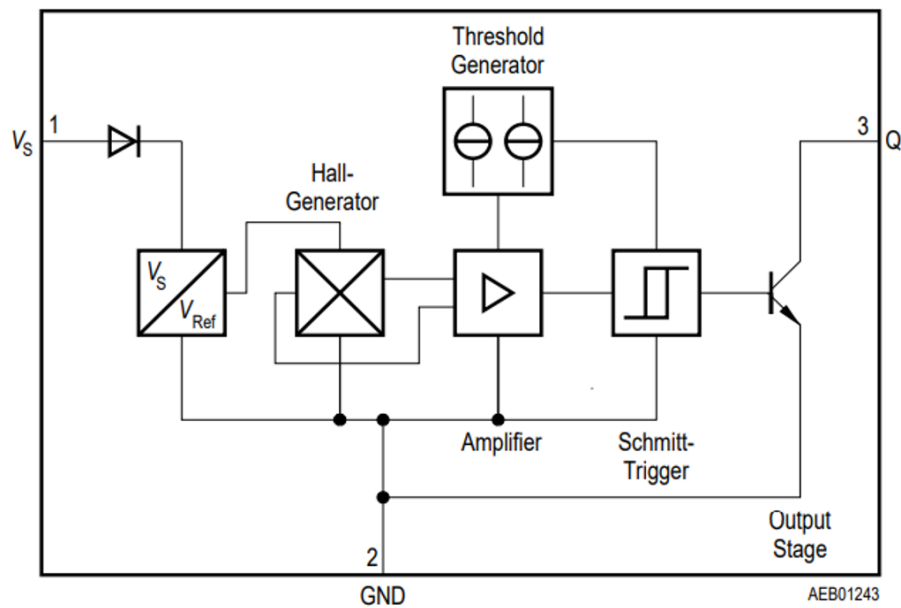 Threshold
Generator
1
VS
3
Q
Hall-
Generator
VS
VRef
Amplifier
Schmitt-
Trigger
Output
Stage
2
GND
AEB01243